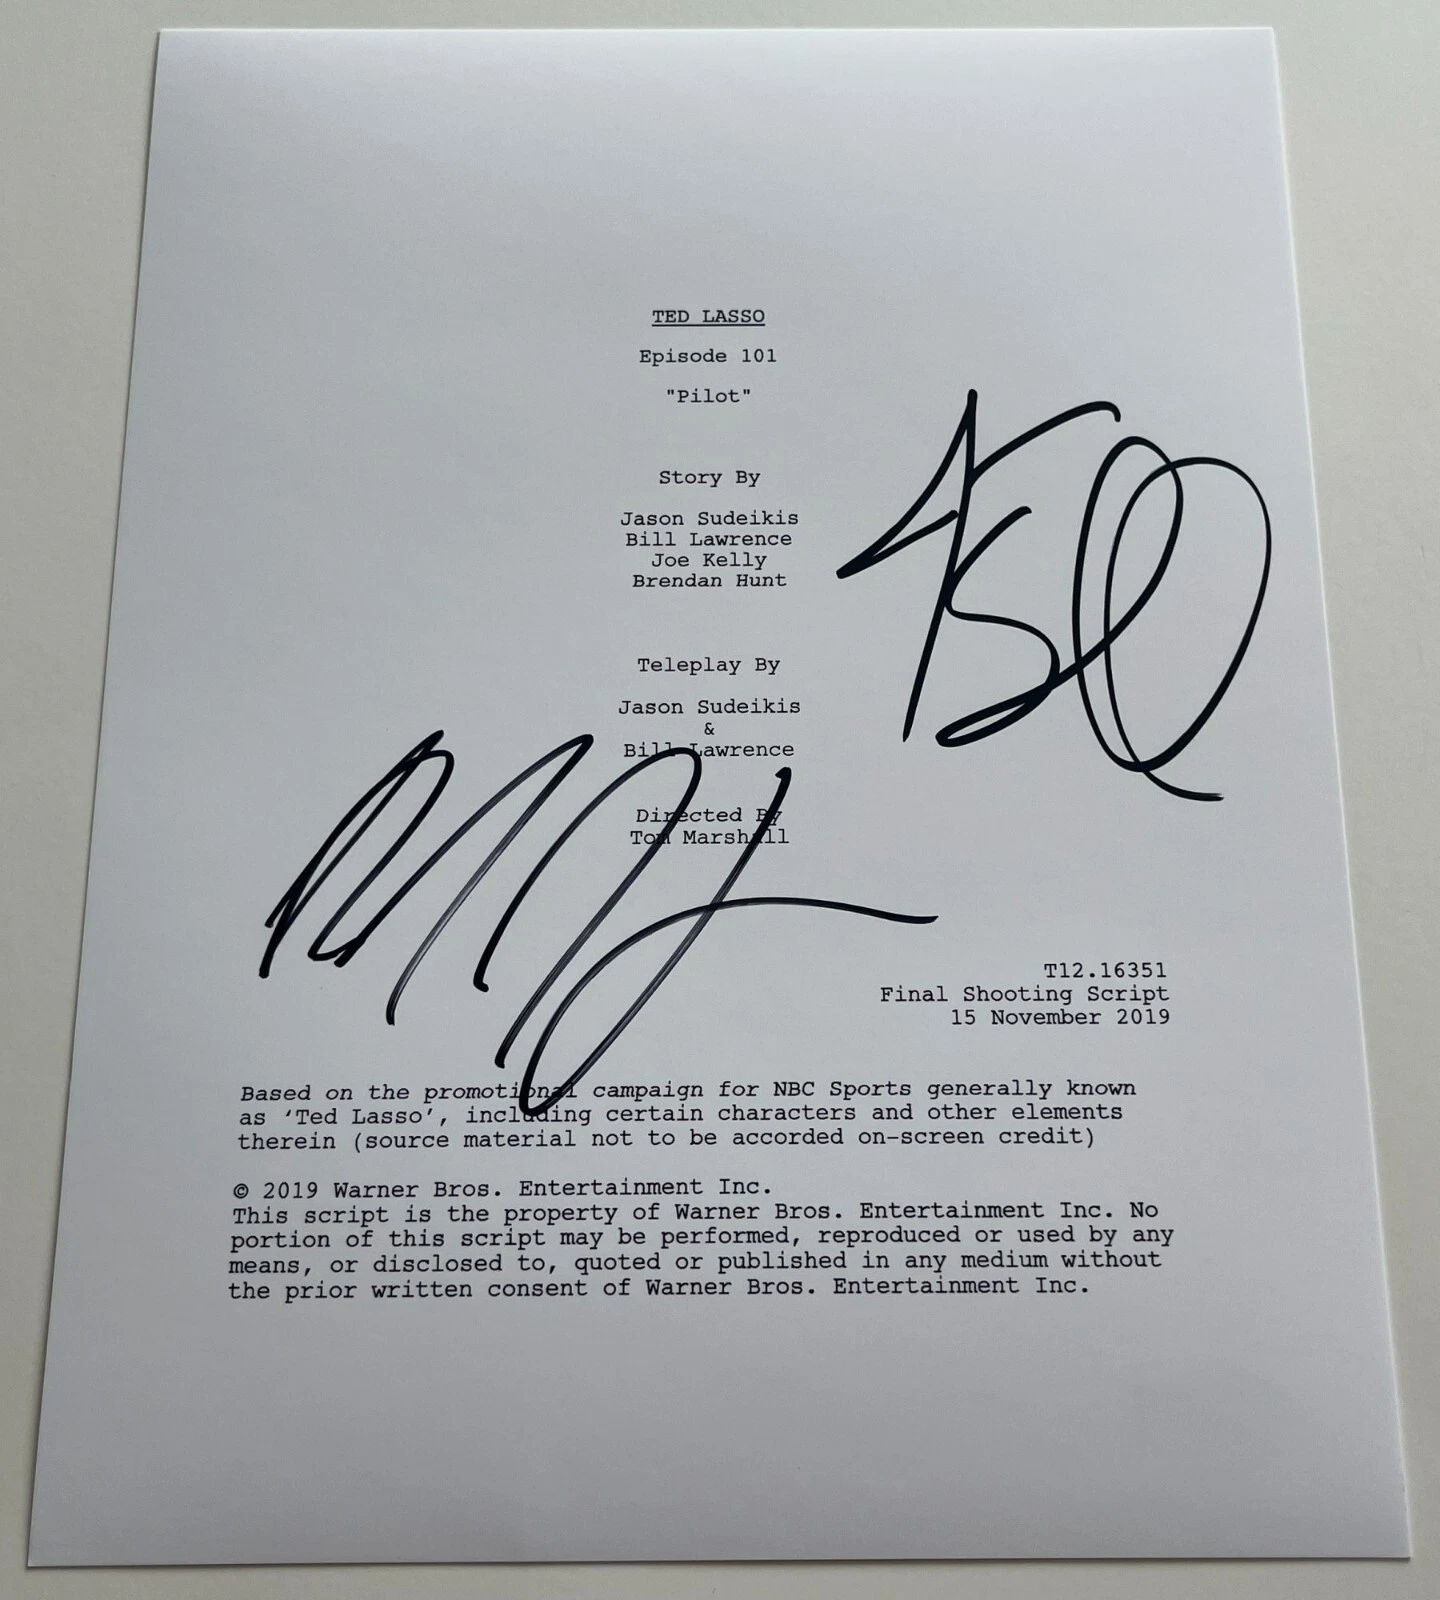 TED LASSO
Episode 101
"Pilot"
Story By
Jason Sudeikis
Bill Lawrence
Joe Kelly
Brendan Hunt
Teleplay By
Jason Sudeikis
&
Bill Lawrence
Directed By
Tom Marshall
T12.16351
Final Shooting Script
15 November 2019
Based on the promotional campaign for NBC Sports generally known
as ‘Ted Lasso’, including certain characters and other elements
therein (source material not to be accorded on-screen credit)
© 2019 Warner Bros. Entertainment Inc.
This script is the property of Warner Bros. Entertainment Inc. No
portion of this script may be performed, reproduced or used by any
means, or disclosed to, quoted or published in any medium without
the prior written consent of Warner Bros. Entertainment Inc.